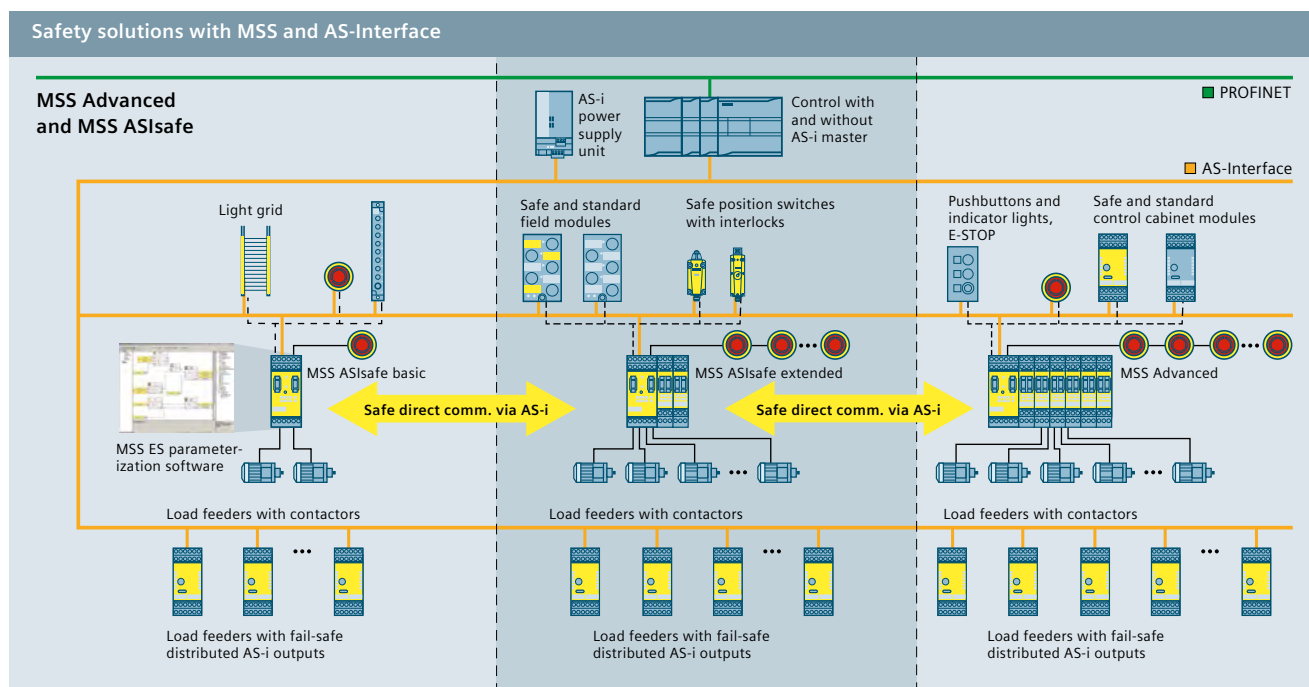 Safety solutions with MSS and AS-Interface
MSS Advanced
and MSS ASIsafe
AS-i
power
supply
unit
Control with
and without
AS-i master
PROFINET
AS-Interface
Light grid
Safe and standard
field modules
Safe position switches
with interlocks
Pushbuttons and
indicator lights,
E-STOP
Safe and standard
control cabinet modules
MSS ASIsafe basic
MSS ASIsafe extended
MSS Advanced
Safe direct comm. via AS-i
Safe direct comm. via AS-i
MSS ES parameter-
ization software
Load feeders with contactors
Load feeders with contactors
Load feeders with contactors
Load feeders with fail-safe
distributed AS-i outputs
Load feeders with fail-safe
distributed AS-i outputs
Load feeders with fail-safe
distributed AS-i outputs